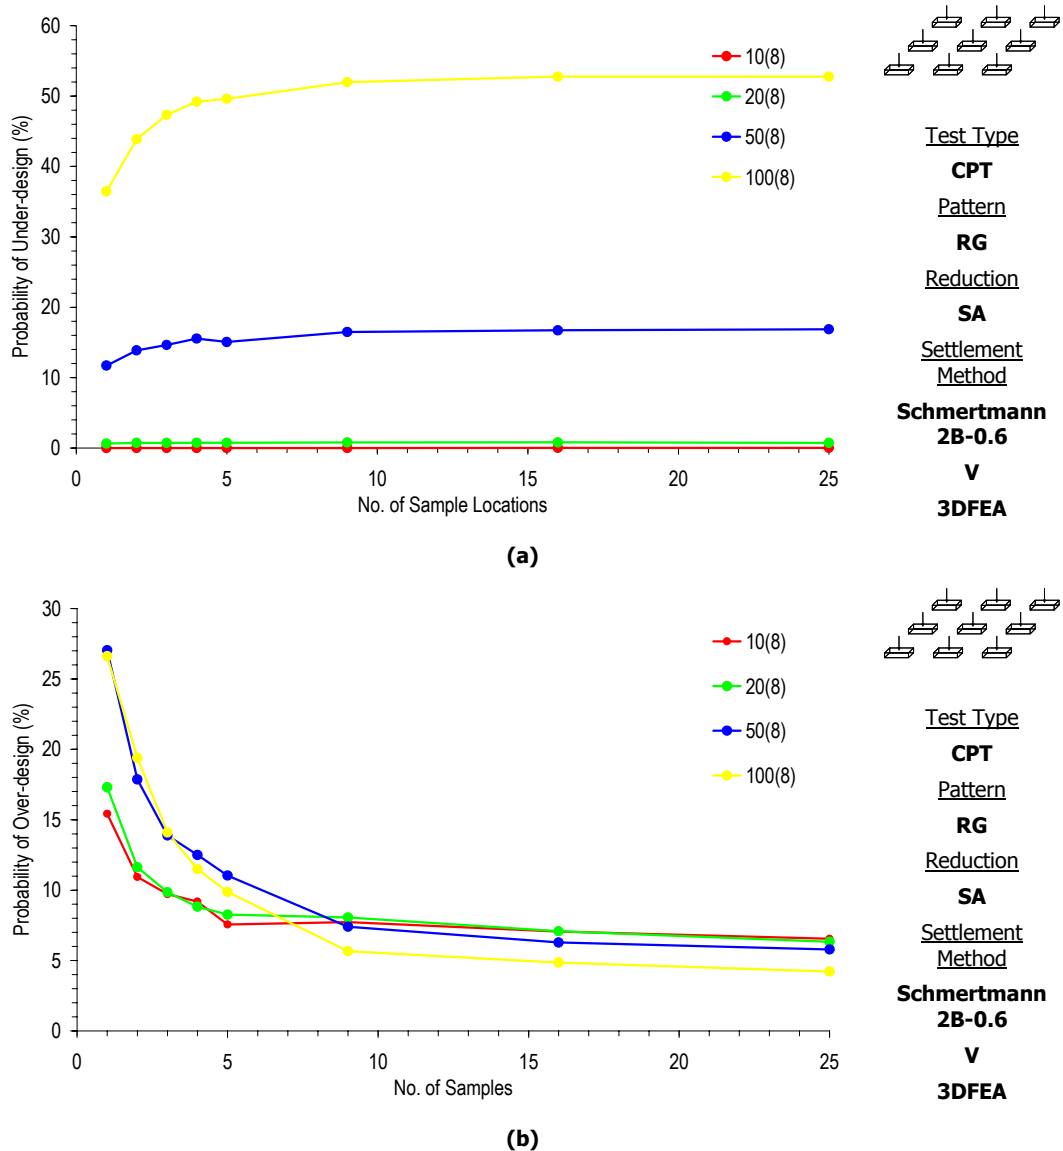 60
50
40
30
20
10
0
Probability of Under-design (%)
10(8)
20(8)
50(8)
100(8)
0 5 10 15 20 25
No. of Sample Locations
Test Type
CPT
Pattern
RG
Reduction
SA
Settlement
Method
Schmertmann
2B-0.6
V
3DFEA
(a)
30
25
20
15
10
5
0
Probability of Over-design (%)
10(8)
20(8)
50(8)
100(8)
0 5 10 15 20 25
No. of Samples
Test Type
CPT
Pattern
RG
Reduction
SA
Settlement
Method
Schmertmann
2B-0.6
V
3DFEA
(b)